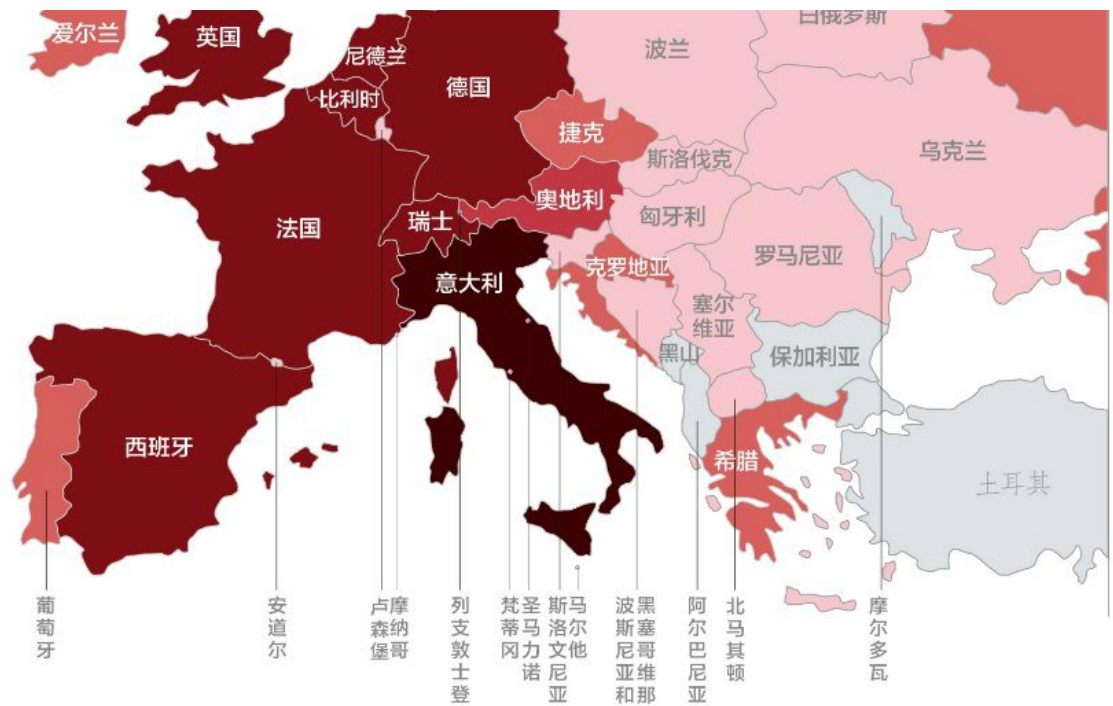 爱尔兰
英国
尼德兰
比利时
德国
波兰
白俄罗斯
捷克
斯洛伐克
乌克兰
奥地利
匈牙利
瑞士
法国
罗马尼亚
克罗地亚
意大利
塞尔
维亚
黑山
保加利亚
西班牙
希腊
土耳其
葡萄牙
安道尔
卢森堡
摩纳哥
列支敦士登
梵蒂冈
圣马力诺
斯洛文尼亚
马尔他
波斯尼亚和
黑塞哥维那
阿尔巴尼亚
北马其顿
摩尔多瓦